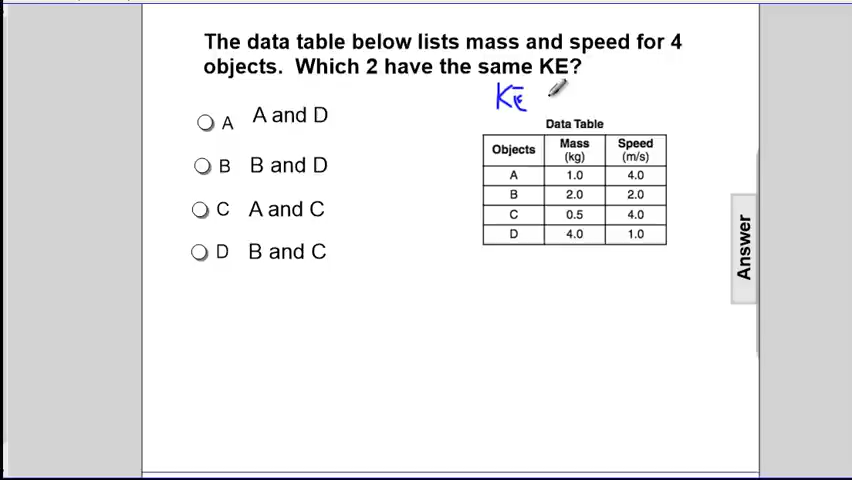 The data table below lists mass and speed for 4
objects. Which 2 have the same KE?
KE
A A and D
B B and D
C A and C
D B and C
Data Table
Objects Mass (kg) Speed (m/s)
A 1.0 4.0
B 2.0 2.0
C 0.5 4.0
D 4.0 1.0
Answer